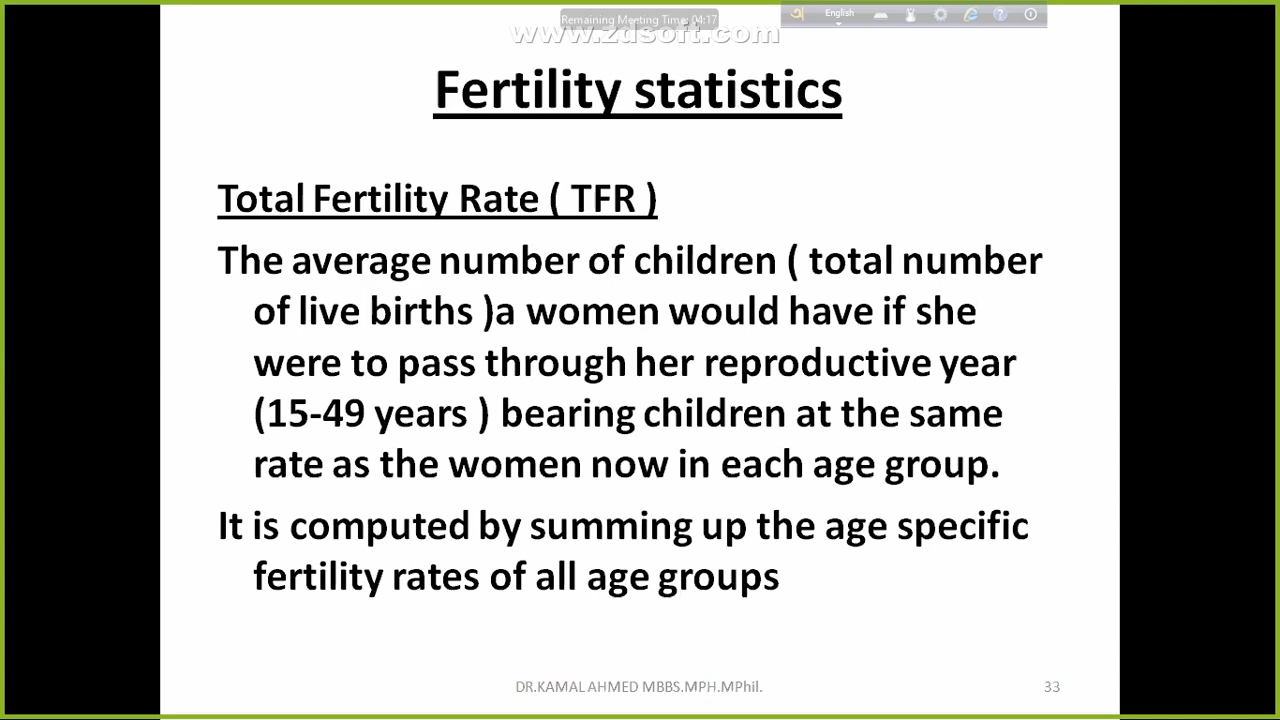 Remaining Meeting Time: 04:17
English
www.zdsoft.com
Fertility statistics
Total Fertility Rate ( TFR )
The average number of children ( total number
of live births )a women would have if she
were to pass through her reproductive year
(15-49 years ) bearing children at the same
rate as the women now in each age group.
It is computed by summing up the age specific
fertility rates of all age groups
DR.KAMAL AHMED MBBS.MPH.MPhil.
33